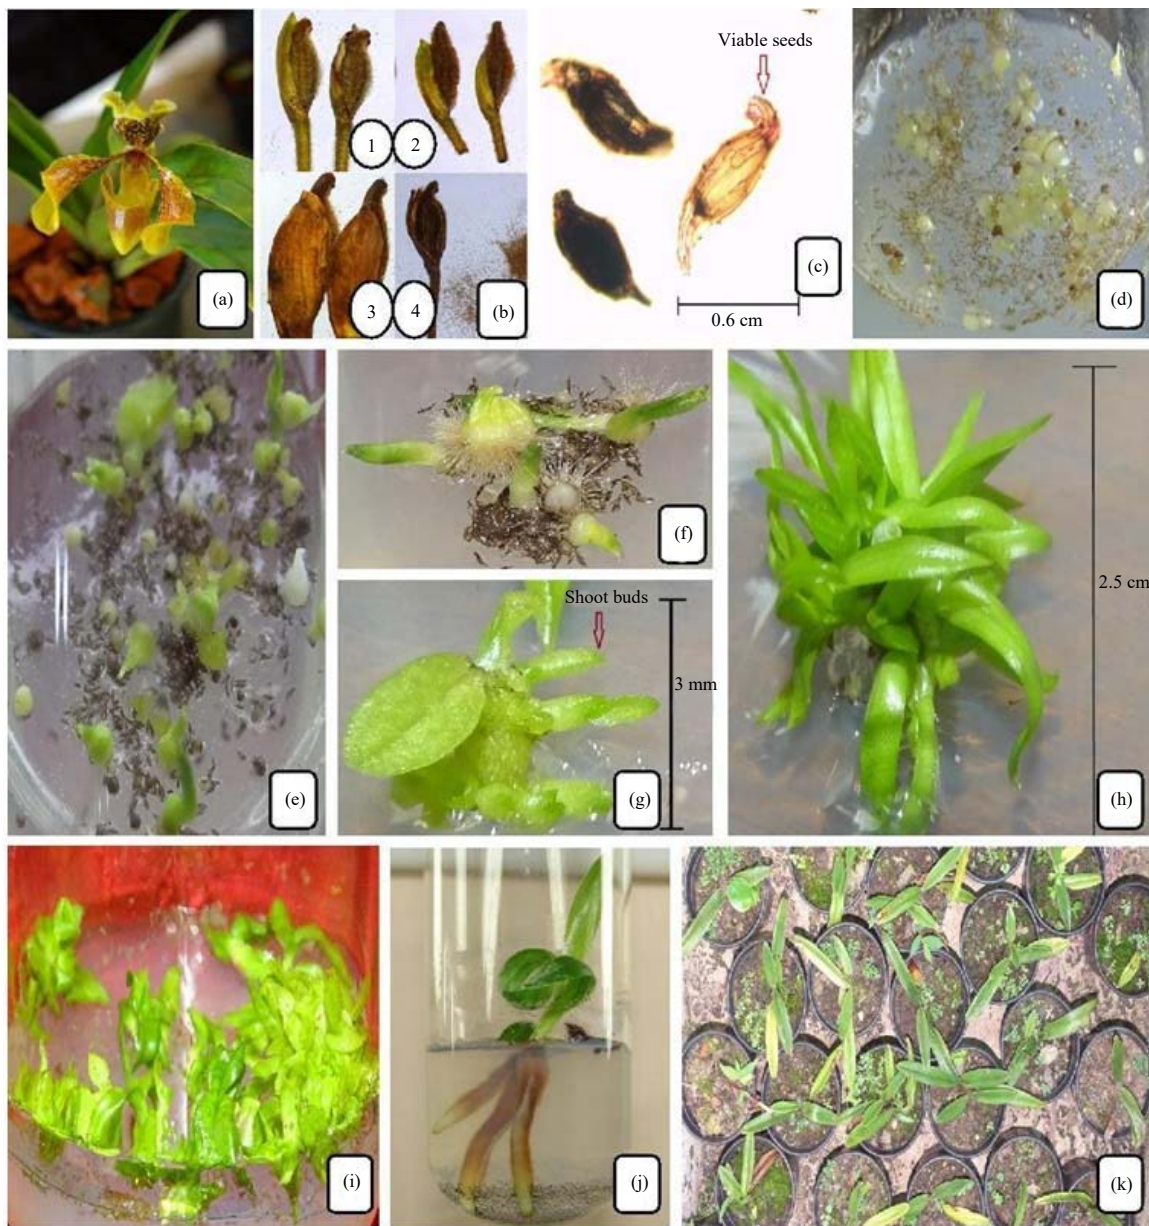 (a)
1
2
3
4
(b)
Viable seeds
0.6 cm
(c)
(d)
(e)
(f)
Shoot buds
3 mm
(g)
2.5 cm
(h)
(i)
(j)
(k)